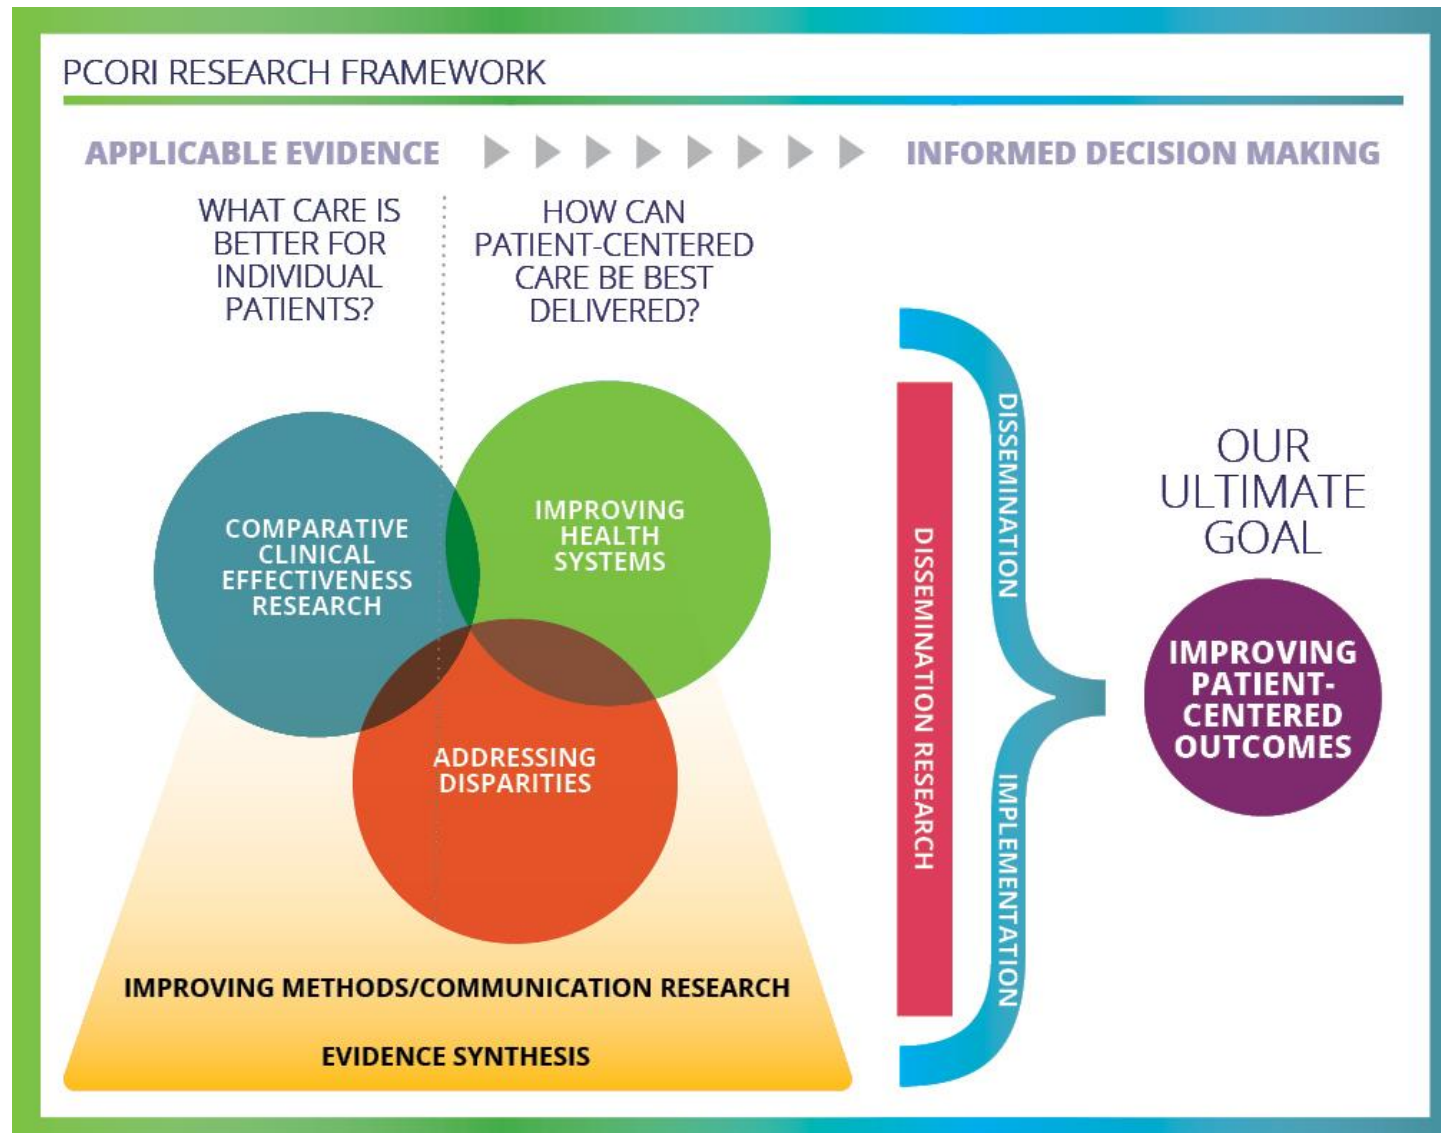 PCORI RESEARCH FRAMEWORK
APPLICABLE EVIDENCE
INFORMED DECISION MAKING
WHAT CARE IS
BETTER FOR
INDIVIDUAL
PATIENTS?
HOW CAN
PATIENT-CENTERED
CARE BE BEST
DELIVERED?
COMPARATIVE
CLINICAL
EFFECTIVENESS
RESEARCH
IMPROVING
HEALTH
SYSTEMS
ADDRESSING
DISPARITIES
IMPROVING METHODS/COMMUNICATION RESEARCH
EVIDENCE SYNTHESIS
DISSEMINATION RESEARCH
DISSEMINATION
IMPLEMENTATION
OUR
ULTIMATE
GOAL
IMPROVING
PATIENT-
CENTERED
OUTCOMES